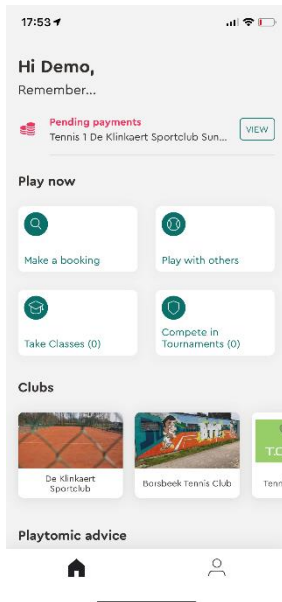 17:53
Hi Demo,
Remember...
Pending payments
Tennis 1 De Klinkaert Sportclub Sun...
VIEW
Play now
Make a booking
Play with others
Take Classes (0)
Compete in
Tournaments (0)
Clubs
T.C
De Klinkaert
Sportclub
Borsbeek Tennis Club
Tenn
Playtomic advice